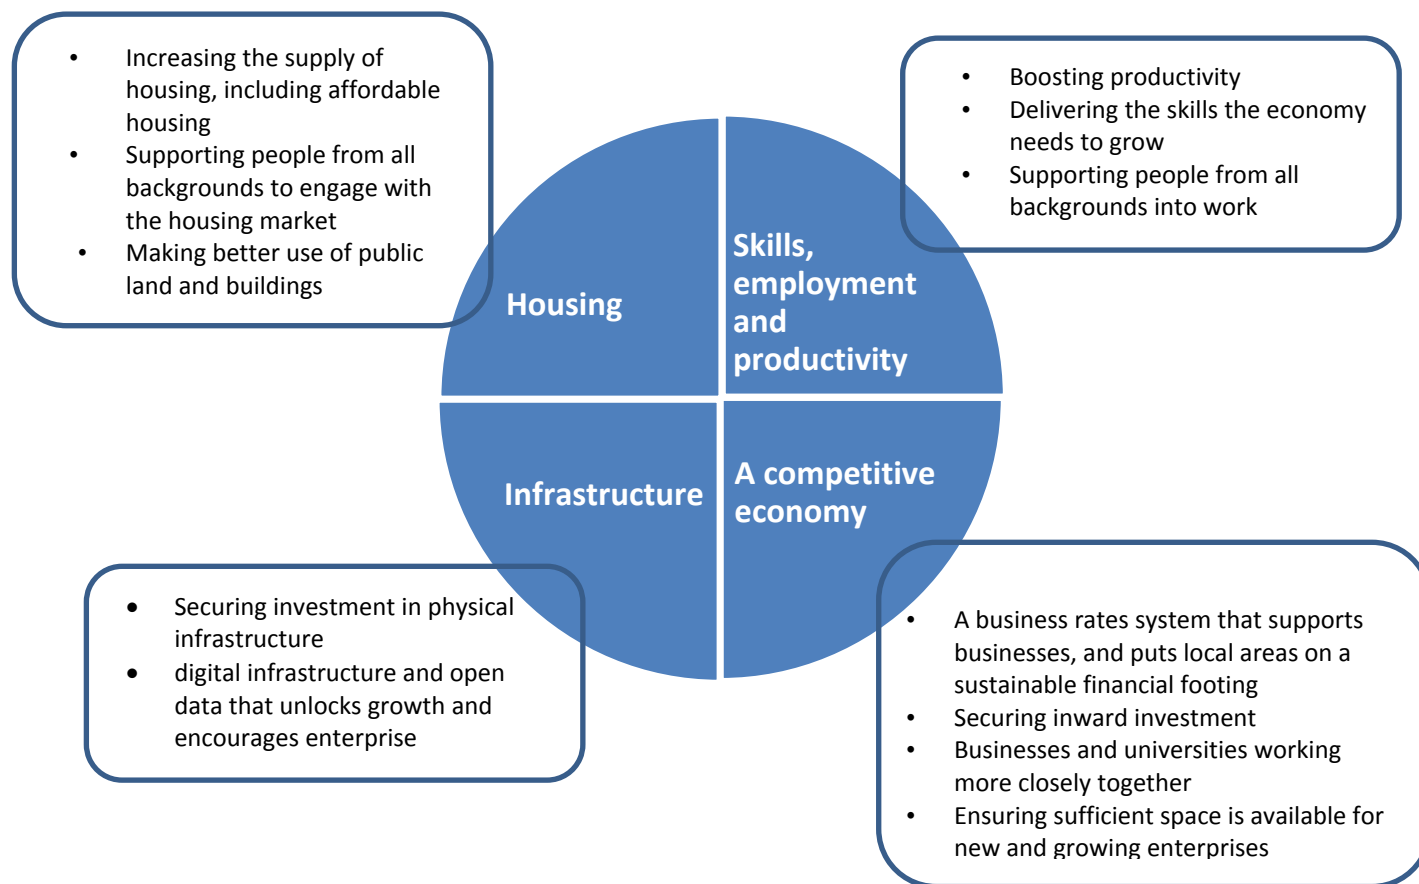 • Increasing the supply of
housing, including affordable
housing
• Supporting people from all
backgrounds to engage with
the housing market
• Making better use of public
land and buildings
• Boosting productivity
• Delivering the skills the economy
needs to grow
• Supporting people from all
backgrounds into work
Housing
Skills,
employment
and
productivity
Infrastructure
A competitive
economy
• Securing investment in physical
infrastructure
• digital infrastructure and open
data that unlocks growth and
encourages enterprise
• A business rates system that supports
businesses, and puts local areas on a
sustainable financial footing
• Securing inward investment
• Businesses and universities working
more closely together
• Ensuring sufficient space is available for
new and growing enterprises